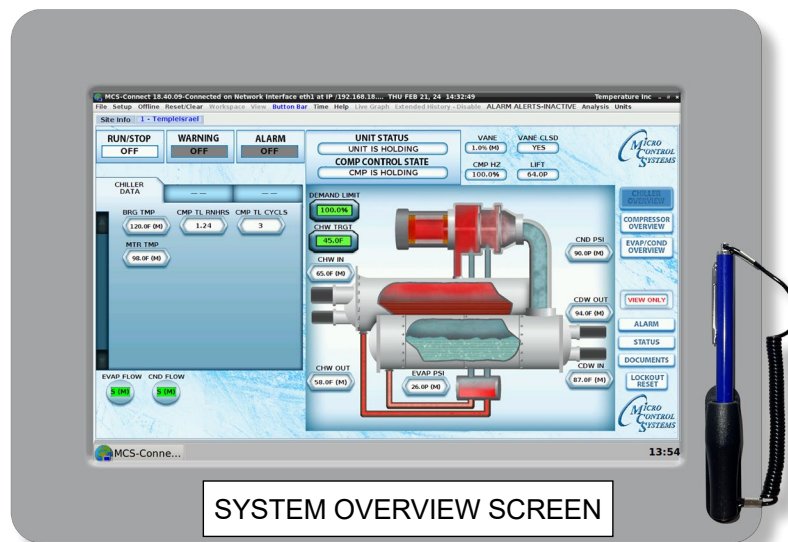 MCS-Connect 18.40.09-Connected on Network Interface eth1 at IP /192.168.18.... THU FEB 21, 24 14:32:49 Temperature Inc
File Setup Offline Reset/Clear Workspace View Button Bar Time Help Live Graph Extended History - Disable ALARM ALERTS-INACTIVE Analysis Units
Site Info 1 - TempleIsrael
RUN/STOP
OFF
WARNING
OFF
ALARM
OFF
UNIT STATUS
UNIT IS HOLDING
COMP CONTROL STATE
CMP IS HOLDING
VANE
1.0% (M)
VANE CLSD
YES
CMP HZ
100.0%
LIFT
64.0P
MICRO
CONTROL
SYSTEMS
CHILLER
DATA
-- --
-- --
BRG TMP
120.0F (M)
CMP TL RNHRS
1.24
CMP TL CYCLS
3
MTR TMP
98.0F (M)
EVAP FLOW
S (M)
CND FLOW
S (M)
DEMAND LIMIT
100.0%
CHW TRGT
45.0F
CHW IN
65.0F (M)
CHW OUT
58.0F (M)
EVAP PSI
26.0P (M)
CND PSI
90.0P (M)
CDW OUT
94.0F (M)
CDW IN
87.0F (M)
CHILLER
OVERVIEW
COMPRESSOR
OVERVIEW
EVAP/COND
OVERVIEW
VIEW ONLY
ALARM
STATUS
DOCUMENTS
LOCKOUT
RESET
MICRO
CONTROL
SYSTEMS
MCS-Conne...
13:54
SYSTEM OVERVIEW SCREEN